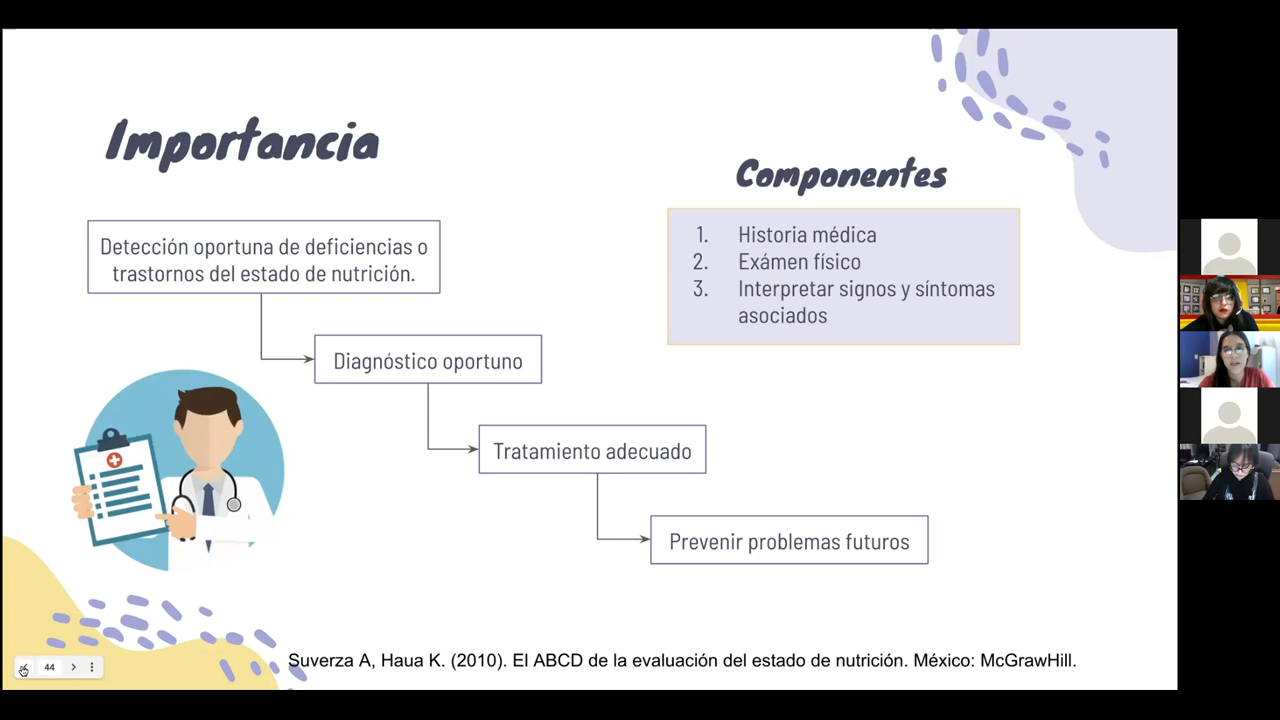 Importancia
Detección oportuna de deficiencias o
trastornos del estado de nutrición.
Diagnóstico oportuno
Tratamiento adecuado
Prevenir problemas futuros
Componentes
1. Historia médica
2. Exámen físico
3. Interpretar signos y síntomas
asociados
Suverza A, Haua K. (2010). El ABCD de la evaluación del estado de nutrición. México: McGrawHill.
44